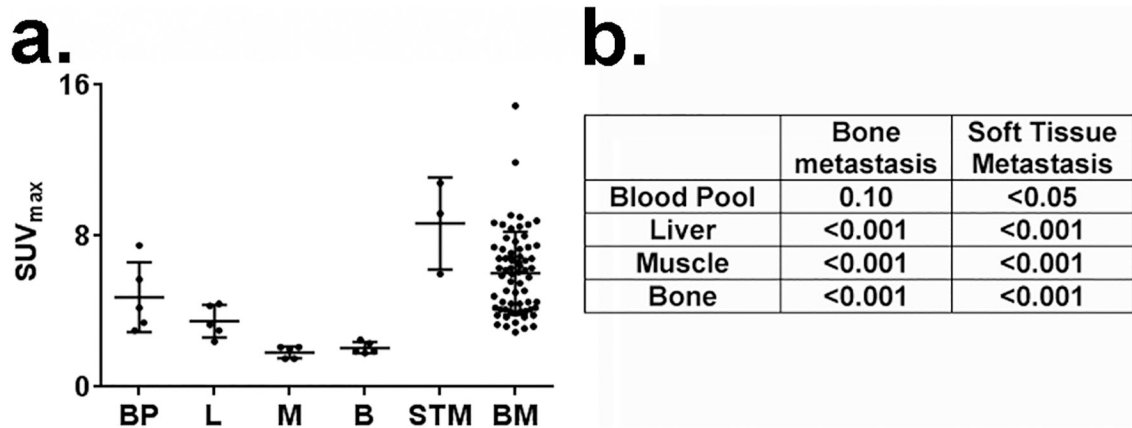 a.
16
8
0
SUVmax
BP L M B STM BM
b.
Bone metastasis Soft Tissue Metastasis
Blood Pool 0.10 <0.05
Liver <0.001 <0.001
Muscle <0.001 <0.001
Bone <0.001 <0.001